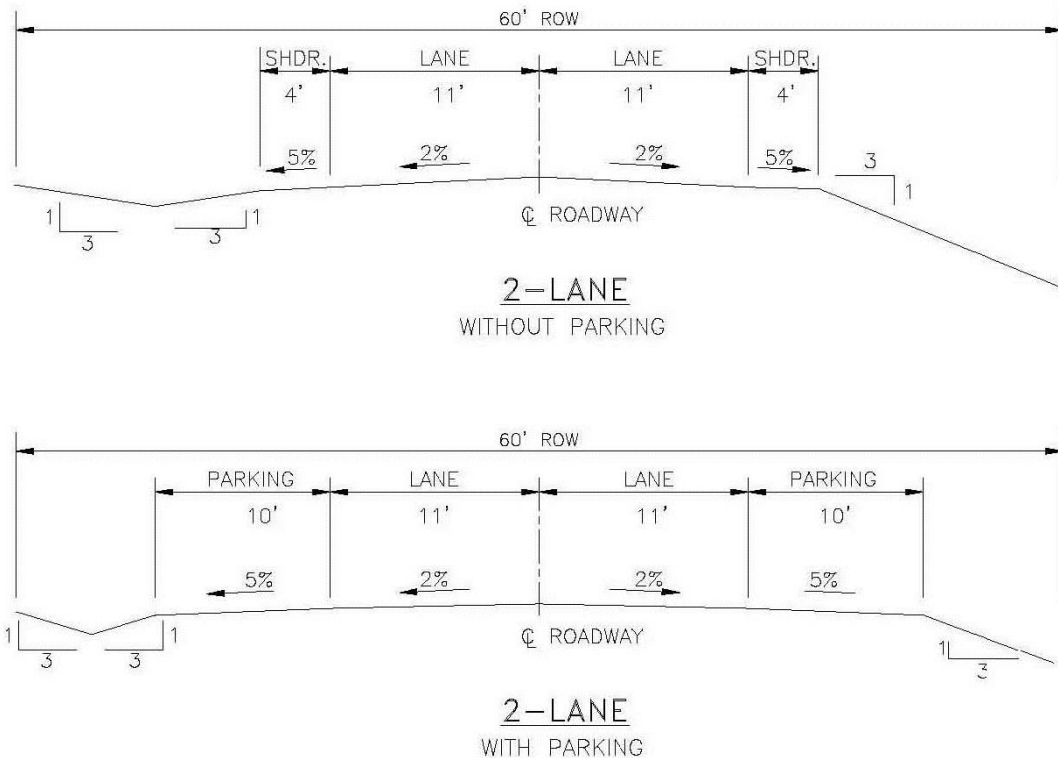 60' ROW
SHDR. LANE LANE SHDR.
4' 11' 11' 4'
5% 2% 2% 5%
3
1
1 3 3 1
℄ ROADWAY
2-LANE
WITHOUT PARKING
60' ROW
PARKING LANE LANE PARKING
10' 11' 11' 10'
5% 2% 2% 5%
℄ ROADWAY
1 3 3 1 1 3
2-LANE
WITH PARKING